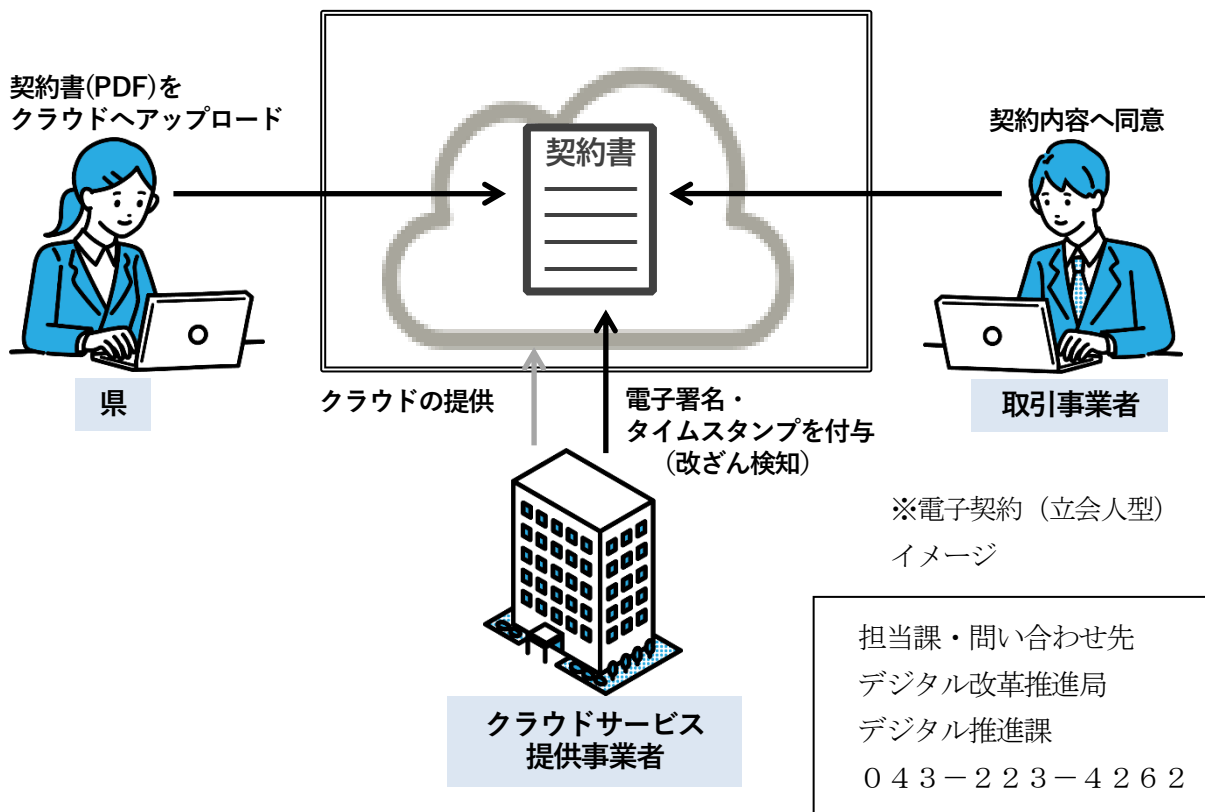 契約書(PDF)を
クラウドへアップロード
契約書
契約内容へ同意
県
クラウドの提供
電子署名・
タイムスタンプを付与
（改ざん検知）
取引事業者
クラウドサービス
提供事業者
※電子契約（立会人型）
イメージ
担当課・問い合わせ先
デジタル改革推進局
デジタル推進課
０４３－２２３－４２６２